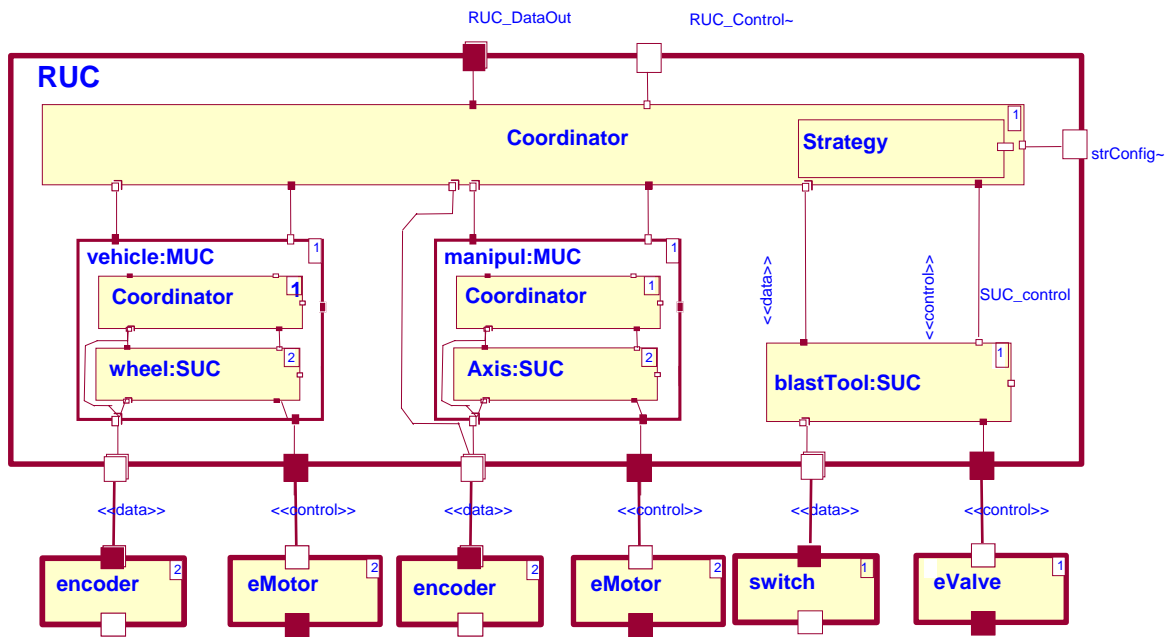 RUC_DataOut
RUC_Control~
RUC
1
Coordinator
Strategy
strConfig~
vehicle:MUC
1
manipul:MUC
1
Coordinator
1
Coordinator
1
<<data>>
<<control>>
SUC_control
wheel:SUC
2
Axis:SUC
2
blastTool:SUC
1
<<data>>
<<control>>
<<data>>
<<control>>
<<data>>
<<control>>
encoder
2
eMotor
2
encoder
2
eMotor
2
switch
1
eValve
1